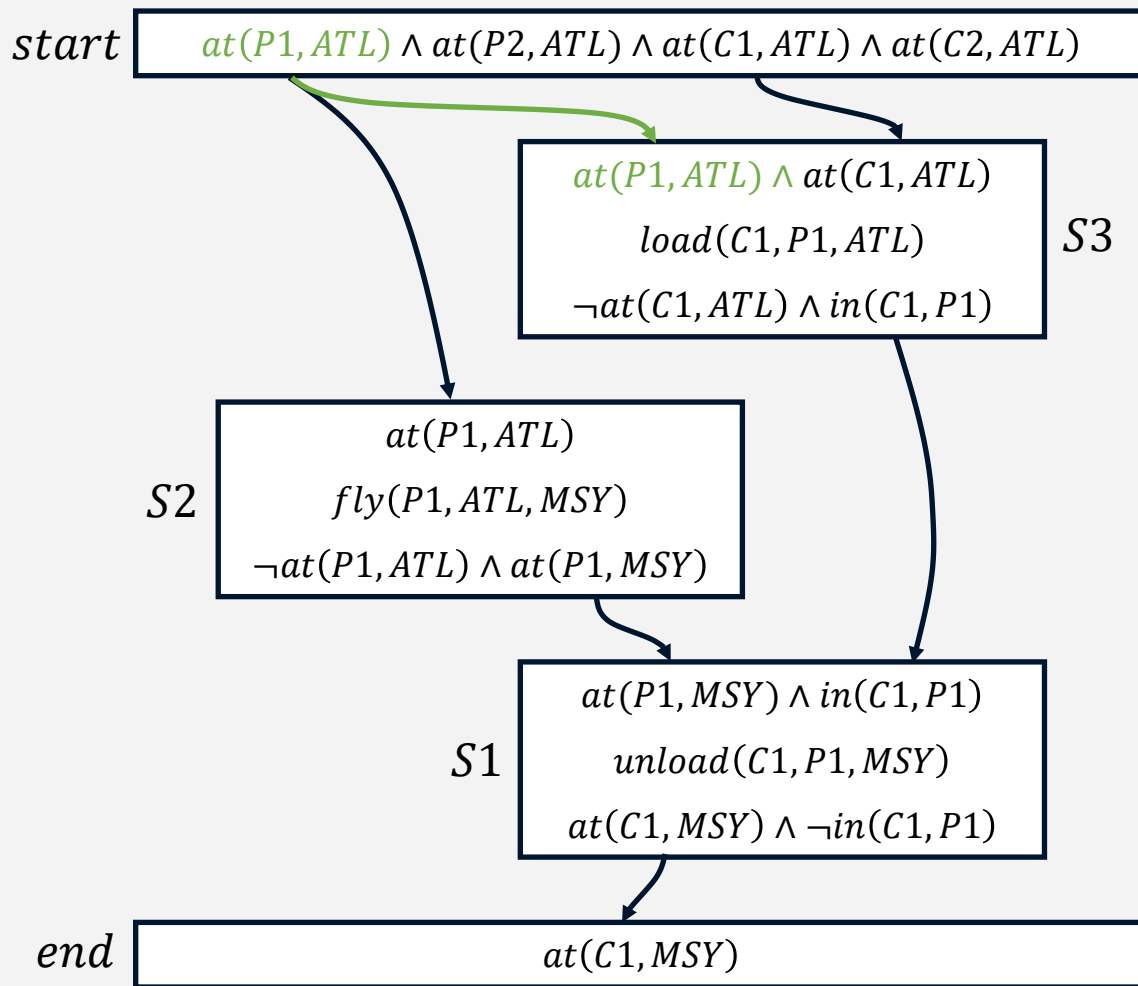 start
at(P1, ATL) ∧ at(P2, ATL) ∧ at(C1, ATL) ∧ at(C2, ATL)
at(P1, ATL) ∧ at(C1, ATL)
load(C1, P1, ATL)
¬at(C1, ATL) ∧ in(C1, P1)
S3
S2
at(P1, ATL)
fly(P1, ATL, MSY)
¬at(P1, ATL) ∧ at(P1, MSY)
S1
at(P1, MSY) ∧ in(C1, P1)
unload(C1, P1, MSY)
at(C1, MSY) ∧ ¬in(C1, P1)
end
at(C1, MSY)